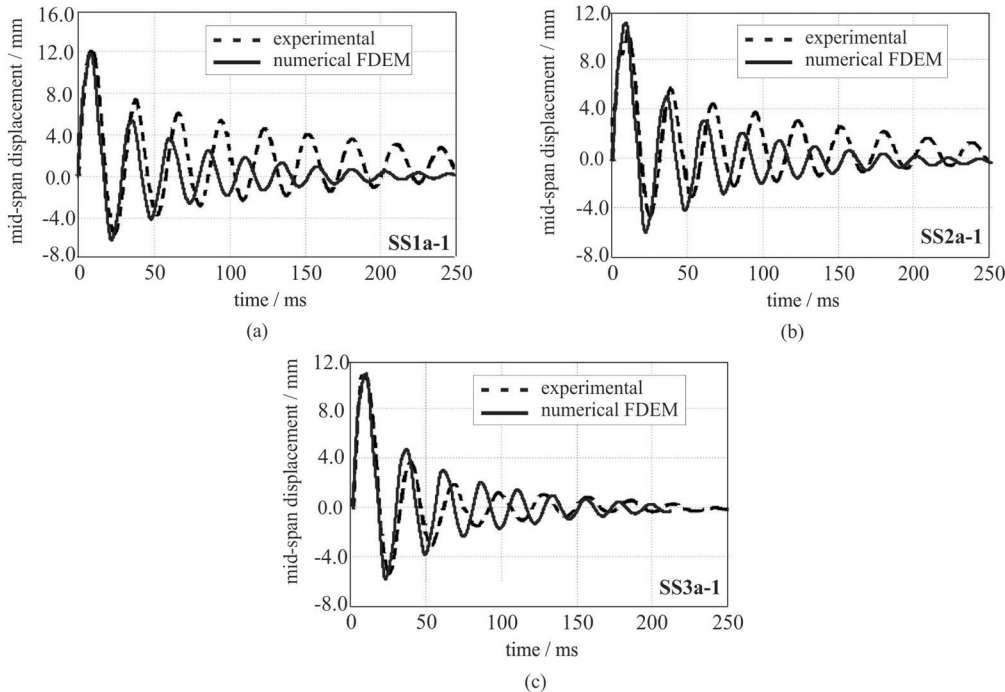 16.0
12.0
8.0
4.0
0.0
-4.0
-8.0
mid-span displacement / mm
experimental
numerical FDEM
SS1a-1
0 50 100 150 200 250
time / ms
(a)
12.0
8.0
4.0
0.0
-4.0
-8.0
mid-span displacement / mm
experimental
numerical FDEM
SS2a-1
0 50 100 150 200 250
time / ms
(b)
12.0
8.0
4.0
0.0
-4.0
-8.0
mid-span displacement / mm
experimental
numerical FDEM
SS3a-1
0 50 100 150 200 250
time / ms
(c)